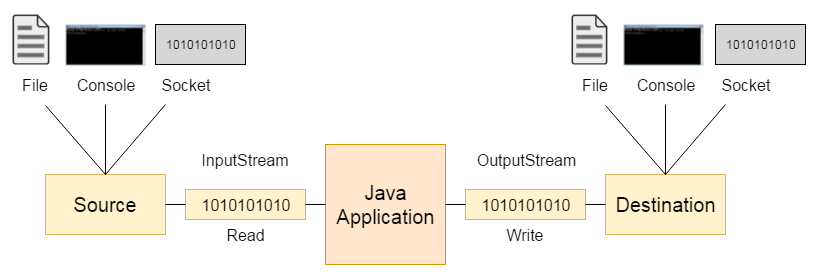 1010101010
1010101010
File
Console
Socket
File
Console
Socket
InputStream
OutputStream
Java
Application
Source
1010101010
1010101010
Destination
Read
Write